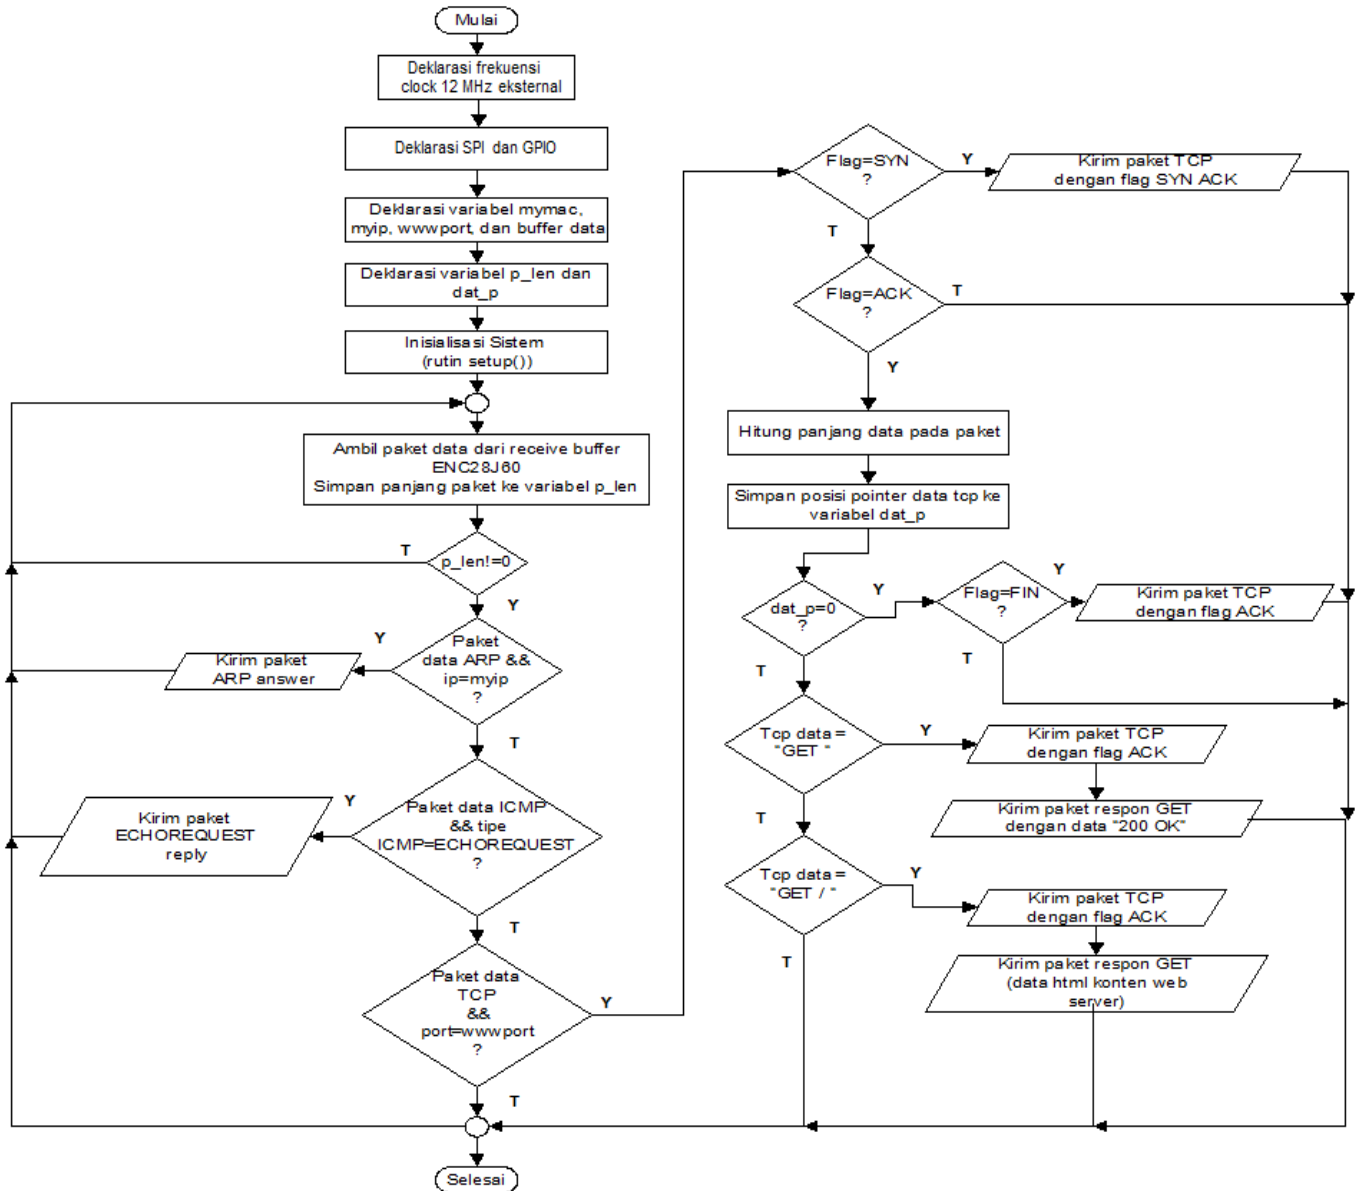 Mulai
Deklarasi frekuensi
clock 12 MHz eksternal
Deklarasi SPI dan GPIO
Deklarasi variabel mymac,
myip, wwwport, dan buffer data
Deklarasi variabel p_len dan
dat_p
Inisialisasi Sistem
(rutin setup())
Ambil paket data dari receive buffer
ENC28J60
Simpan panjang paket ke variabel p_len
p_len!=0
T
Y
Paket
data ARP &&
ip=myip
?
Y
Kirim paket
ARP answer
T
Paket data ICMP
&& tipe
ICMP=ECHOREQUEST
?
Y
Kirim paket
ECHOREQUEST
reply
T
Paket data
TCP
&&
port=wwwport
?
Y
T
Selesai
Flag=SYN
?
Y
Kirim paket TCP
dengan flag SYN ACK
T
Flag=ACK
?
T
Y
Hitung panjang data pada paket
Simpan posisi pointer data tcp ke
variabel dat_p
dat_p=0
?
Y
Flag=FIN
?
Y
Kirim paket TCP
dengan flag ACK
T
T
Tcp data =
"GET "
Y
Kirim paket TCP
dengan flag ACK
Kirim paket respon GET
dengan data "200 OK"
T
Tcp data =
"GET / "
Y
Kirim paket TCP
dengan flag ACK
Kirim paket respon GET
(data html konten web
server)
T